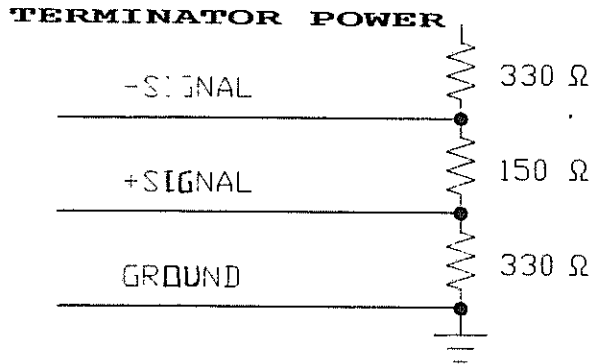 TERMINATOR POWER
330 Ω
-SIGNAL
150 Ω
+SIGNAL
330 Ω
GROUND